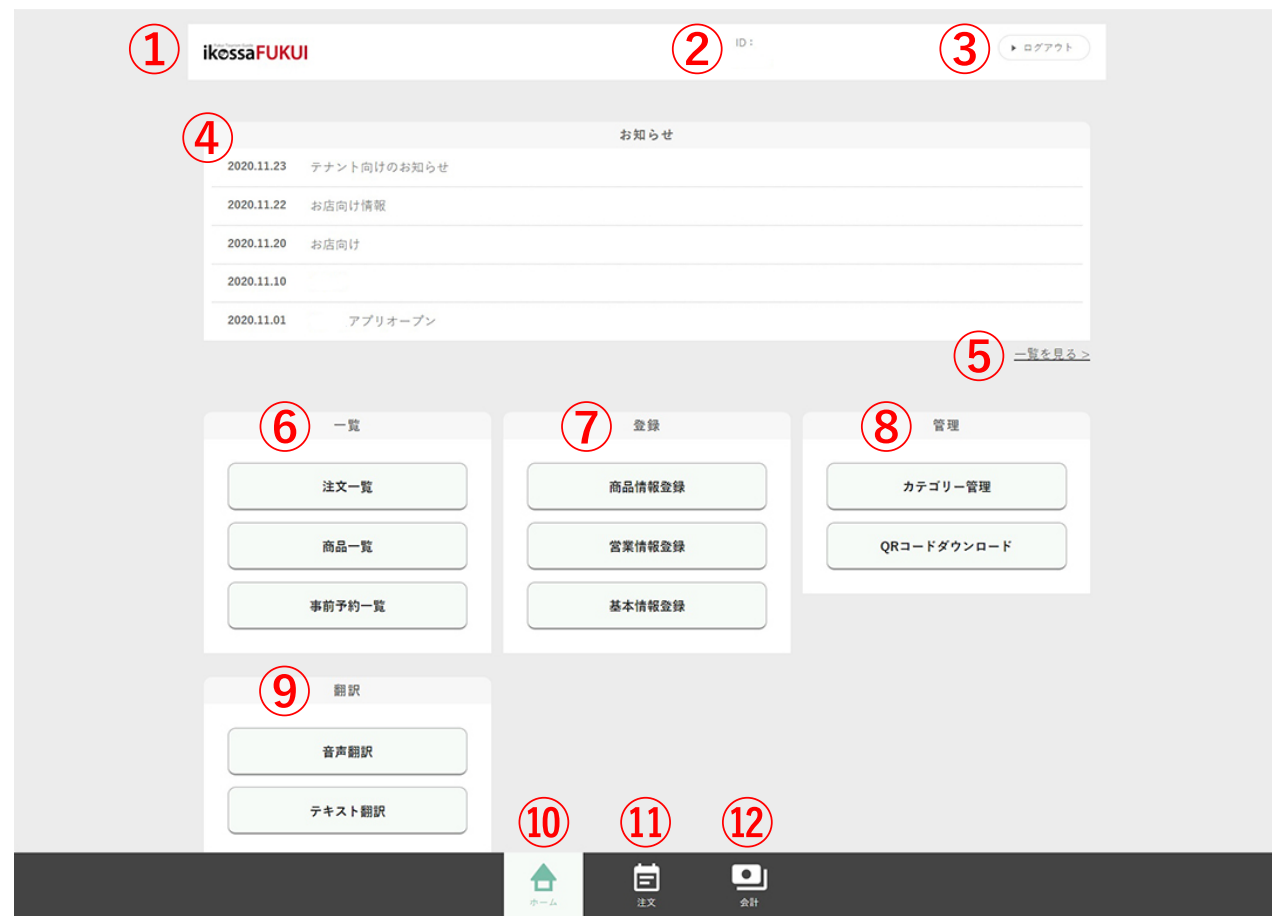 ① ikossaFUKUI ② ID： ③ ログアウト
④ お知らせ
2020.11.23 テナント向けのお知らせ
2020.11.22 お店向け情報
2020.11.20 お店向け
2020.11.10
2020.11.01 アプリオープン
⑤ 一覧を見る >
⑥ 一覧
注文一覧
商品一覧
事前予約一覧
⑦ 登録
商品情報登録
営業情報登録
基本情報登録
⑧ 管理
カテゴリー管理
QRコードダウンロード
⑨ 翻訳
音声翻訳
テキスト翻訳
⑩ ホーム
⑪ 注文
⑫ 会計